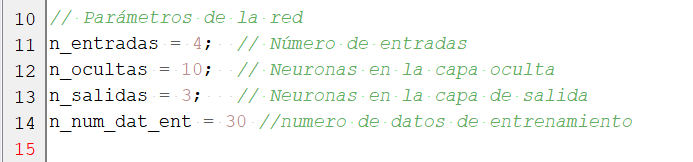 10 // Parámetros de la red
11 n_entradas = 4; // Número de entradas
12 n_ocultas = 10; // Neuronas en la capa oculta
13 n_salidas = 3; // Neuronas en la capa de salida
14 n_num_dat_ent = 30 //numero de datos de entrenamiento
15